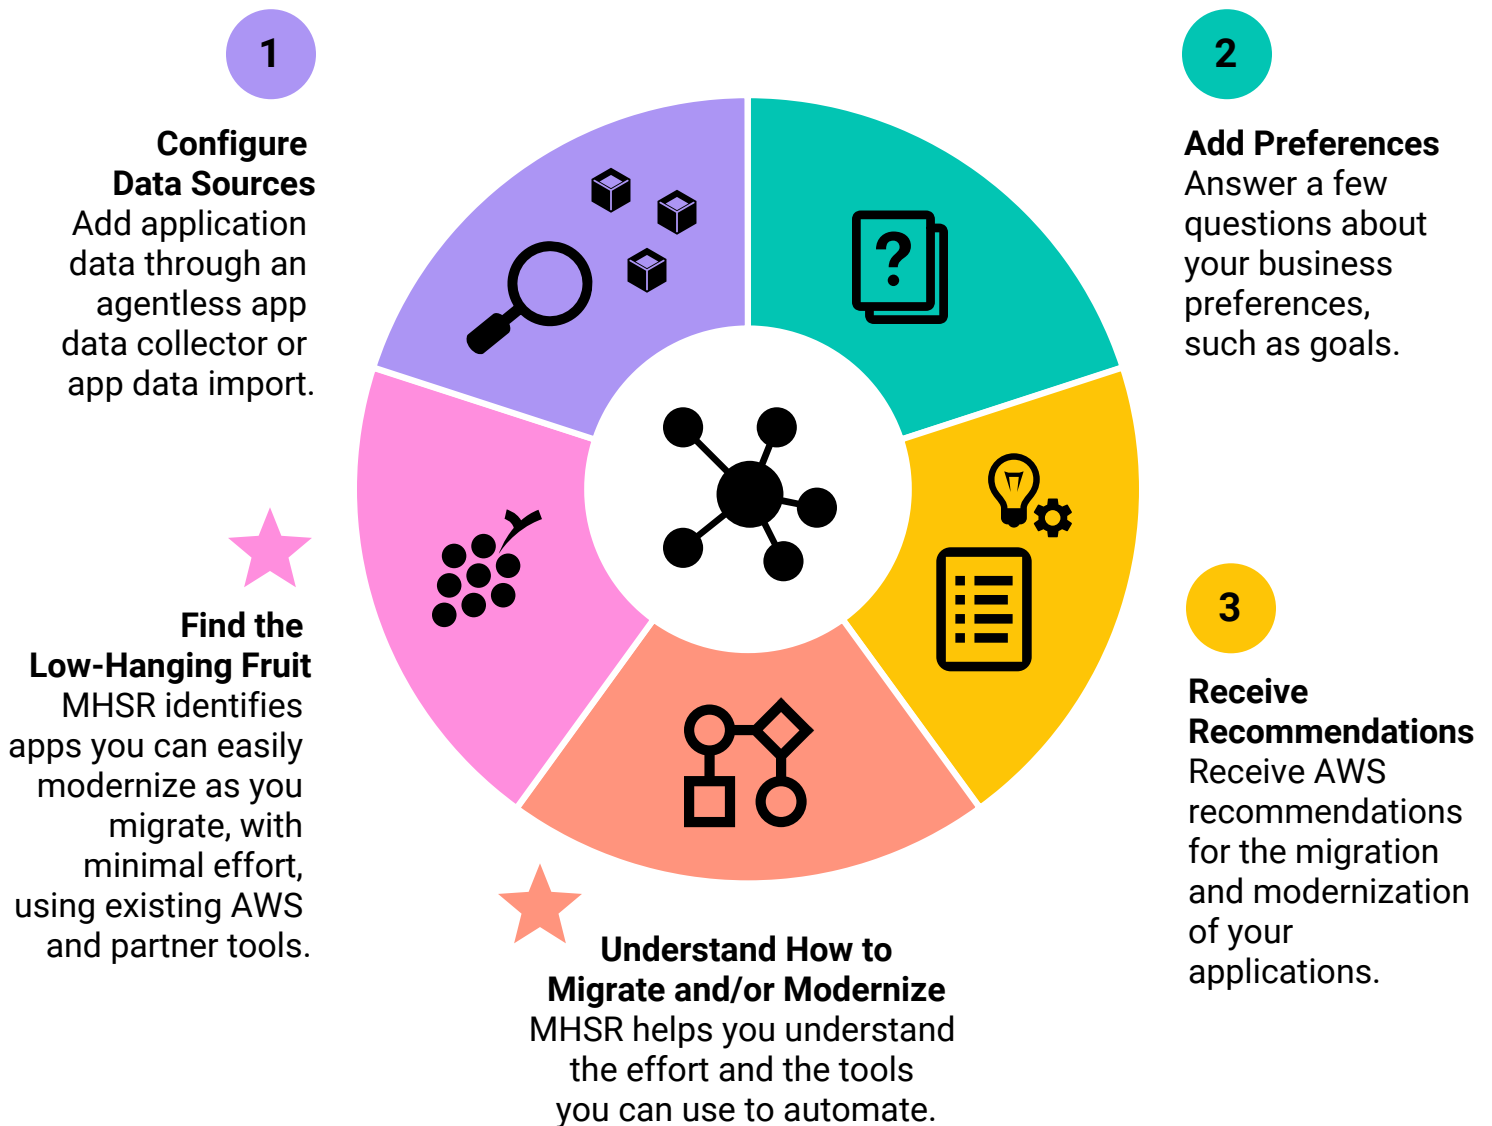 1
Configure
Data Sources
Add application
data through an
agentless app
data collector or
app data import.
2
Add Preferences
Answer a few
questions about
your business
preferences,
such as goals.
?
3
Receive
Recommendations
Receive AWS
recommendations
for the migration
and modernization
of your
applications.
Understand How to
Migrate and/or Modernize
MHSR helps you understand
the effort and the tools
you can use to automate.
Find the
Low-Hanging Fruit
MHSR identifies
apps you can easily
modernize as you
migrate, with
minimal effort,
using existing AWS
and partner tools.